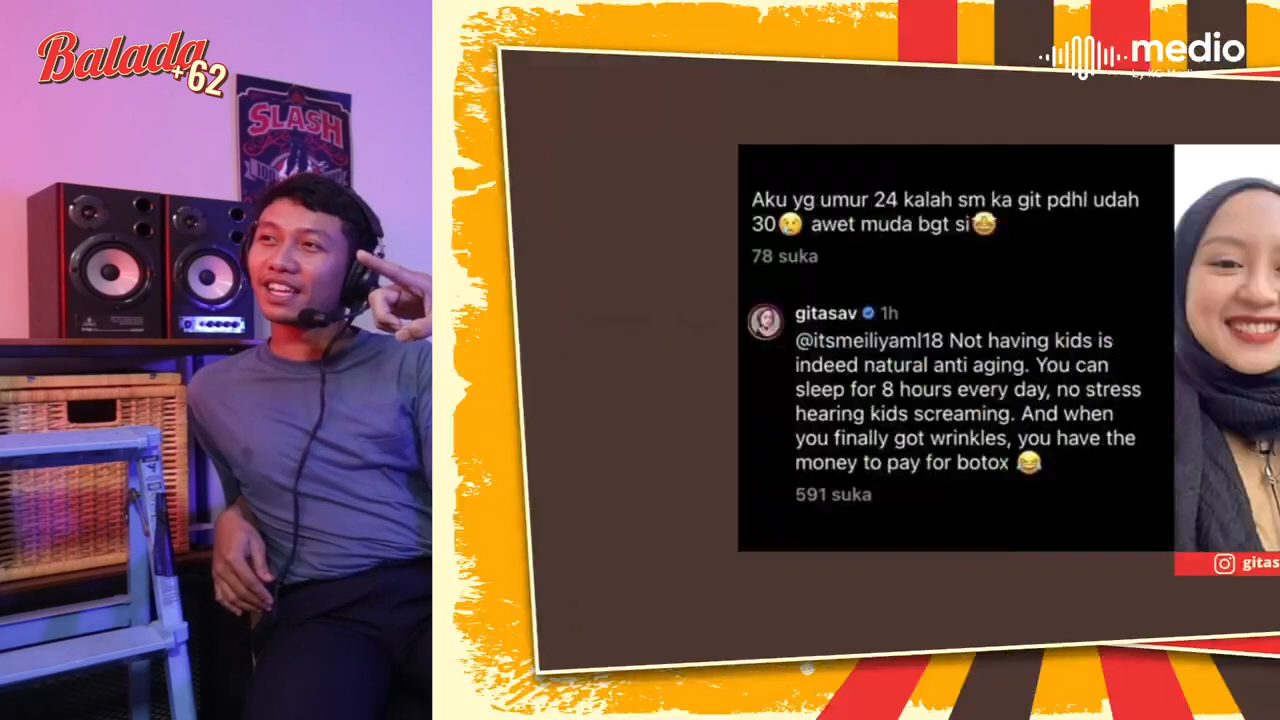 Balada
+62
SLASH
medio
Aku yg umur 24 kalah sm ka git pdhl udah
30😢 awet muda bgt si🤩
78 suka
gitasav 1h
@itsmeiliyaml18 Not having kids is
indeed natural anti aging. You can
sleep for 8 hours every day, no stress
hearing kids screaming. And when
you finally got wrinkles, you have the
money to pay for botox 😂
591 suka
gitas